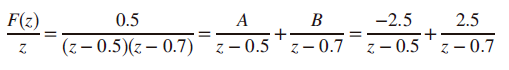 F(z)/z = 0.5/((z – 0.5)(z – 0.7)) = A/(z – 0.5) + B/(z – 0.7) = –2.5/(z – 0.5) + 2.5/(z – 0.7)